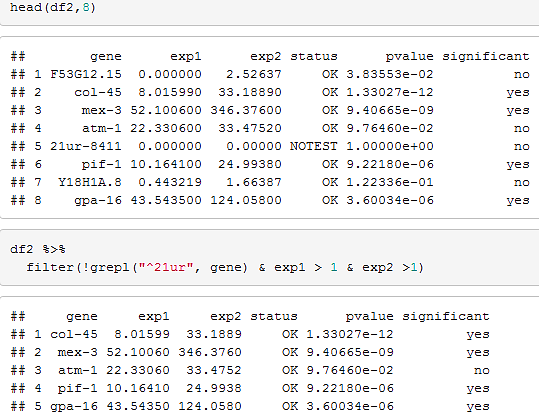 head(df2,8)
##        gene      exp1      exp2 status      pvalue significant
## 1 F53G12.15  0.000000   2.52637     OK 3.83553e-02          no
## 2    col-45  8.015990  33.18890     OK 1.33027e-12         yes
## 3     mex-3 52.100600 346.37600     OK 9.40665e-09         yes
## 4     atm-1 22.330600  33.47520     OK 9.76460e-02          no
## 5 21ur-8411  0.000000   0.00000 NOTEST 1.00000e+00          no
## 6     pif-1 10.164100  24.99380     OK 9.22180e-06         yes
## 7  Y18H1A.8  0.443219   1.66387     OK 1.22336e-01          no
## 8    gpa-16 43.543500 124.05800     OK 3.60034e-06         yes
df2 %>%
  filter(!grepl("^21ur", gene) & exp1 > 1 & exp2 >1)
##     gene     exp1     exp2 status      pvalue significant
## 1 col-45  8.01599  33.1889     OK 1.33027e-12         yes
## 2  mex-3 52.10060 346.3760     OK 9.40665e-09         yes
## 3  atm-1 22.33060  33.4752     OK 9.76460e-02          no
## 4  pif-1 10.16410  24.9938     OK 9.22180e-06         yes
## 5 gpa-16 43.54350 124.0580     OK 3.60034e-06         yes